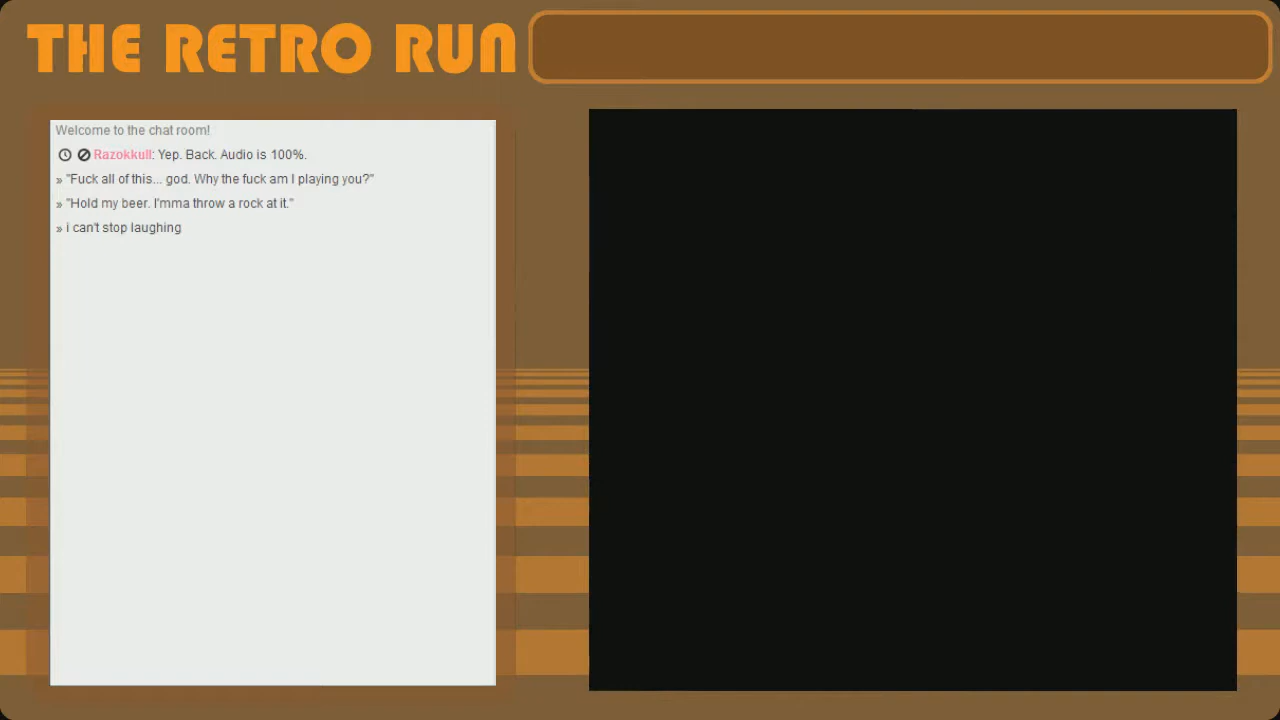 THE RETRO RUN
Welcome to the chat room!
Razokkull: Yep. Back. Audio is 100%.
» "Fuck all of this... god. Why the fuck am I playing you?"
» "Hold my beer. I'mma throw a rock at it."
» i can't stop laughing